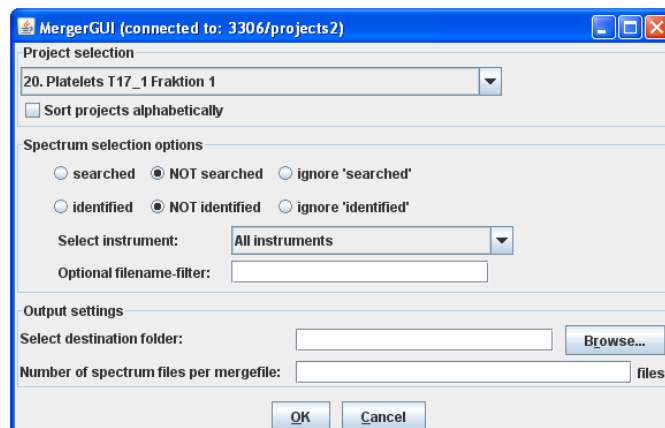 MergerGUI (connected to: 3306/projects2)
Project selection
20. Platelets T17_1 Fraktion 1
Sort projects alphabetically
Spectrum selection options
searched NOT searched ignore 'searched'
identified NOT identified ignore 'identified'
Select instrument: All instruments
Optional filename-filter:
Output settings
Select destination folder: Browse...
Number of spectrum files per mergefile: files
OK Cancel